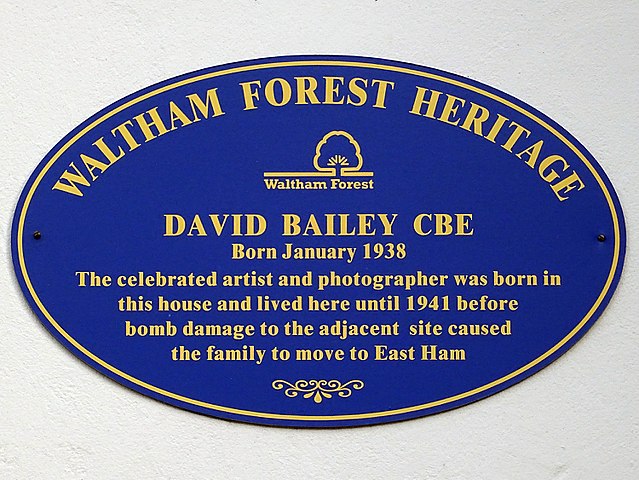 WALTHAM FOREST HERITAGE
Waltham Forest
DAVID BAILEY CBE
Born January 1938
The celebrated artist and photographer was born in
this house and lived here until 1941 before
bomb damage to the adjacent site caused
the family to move to East Ham